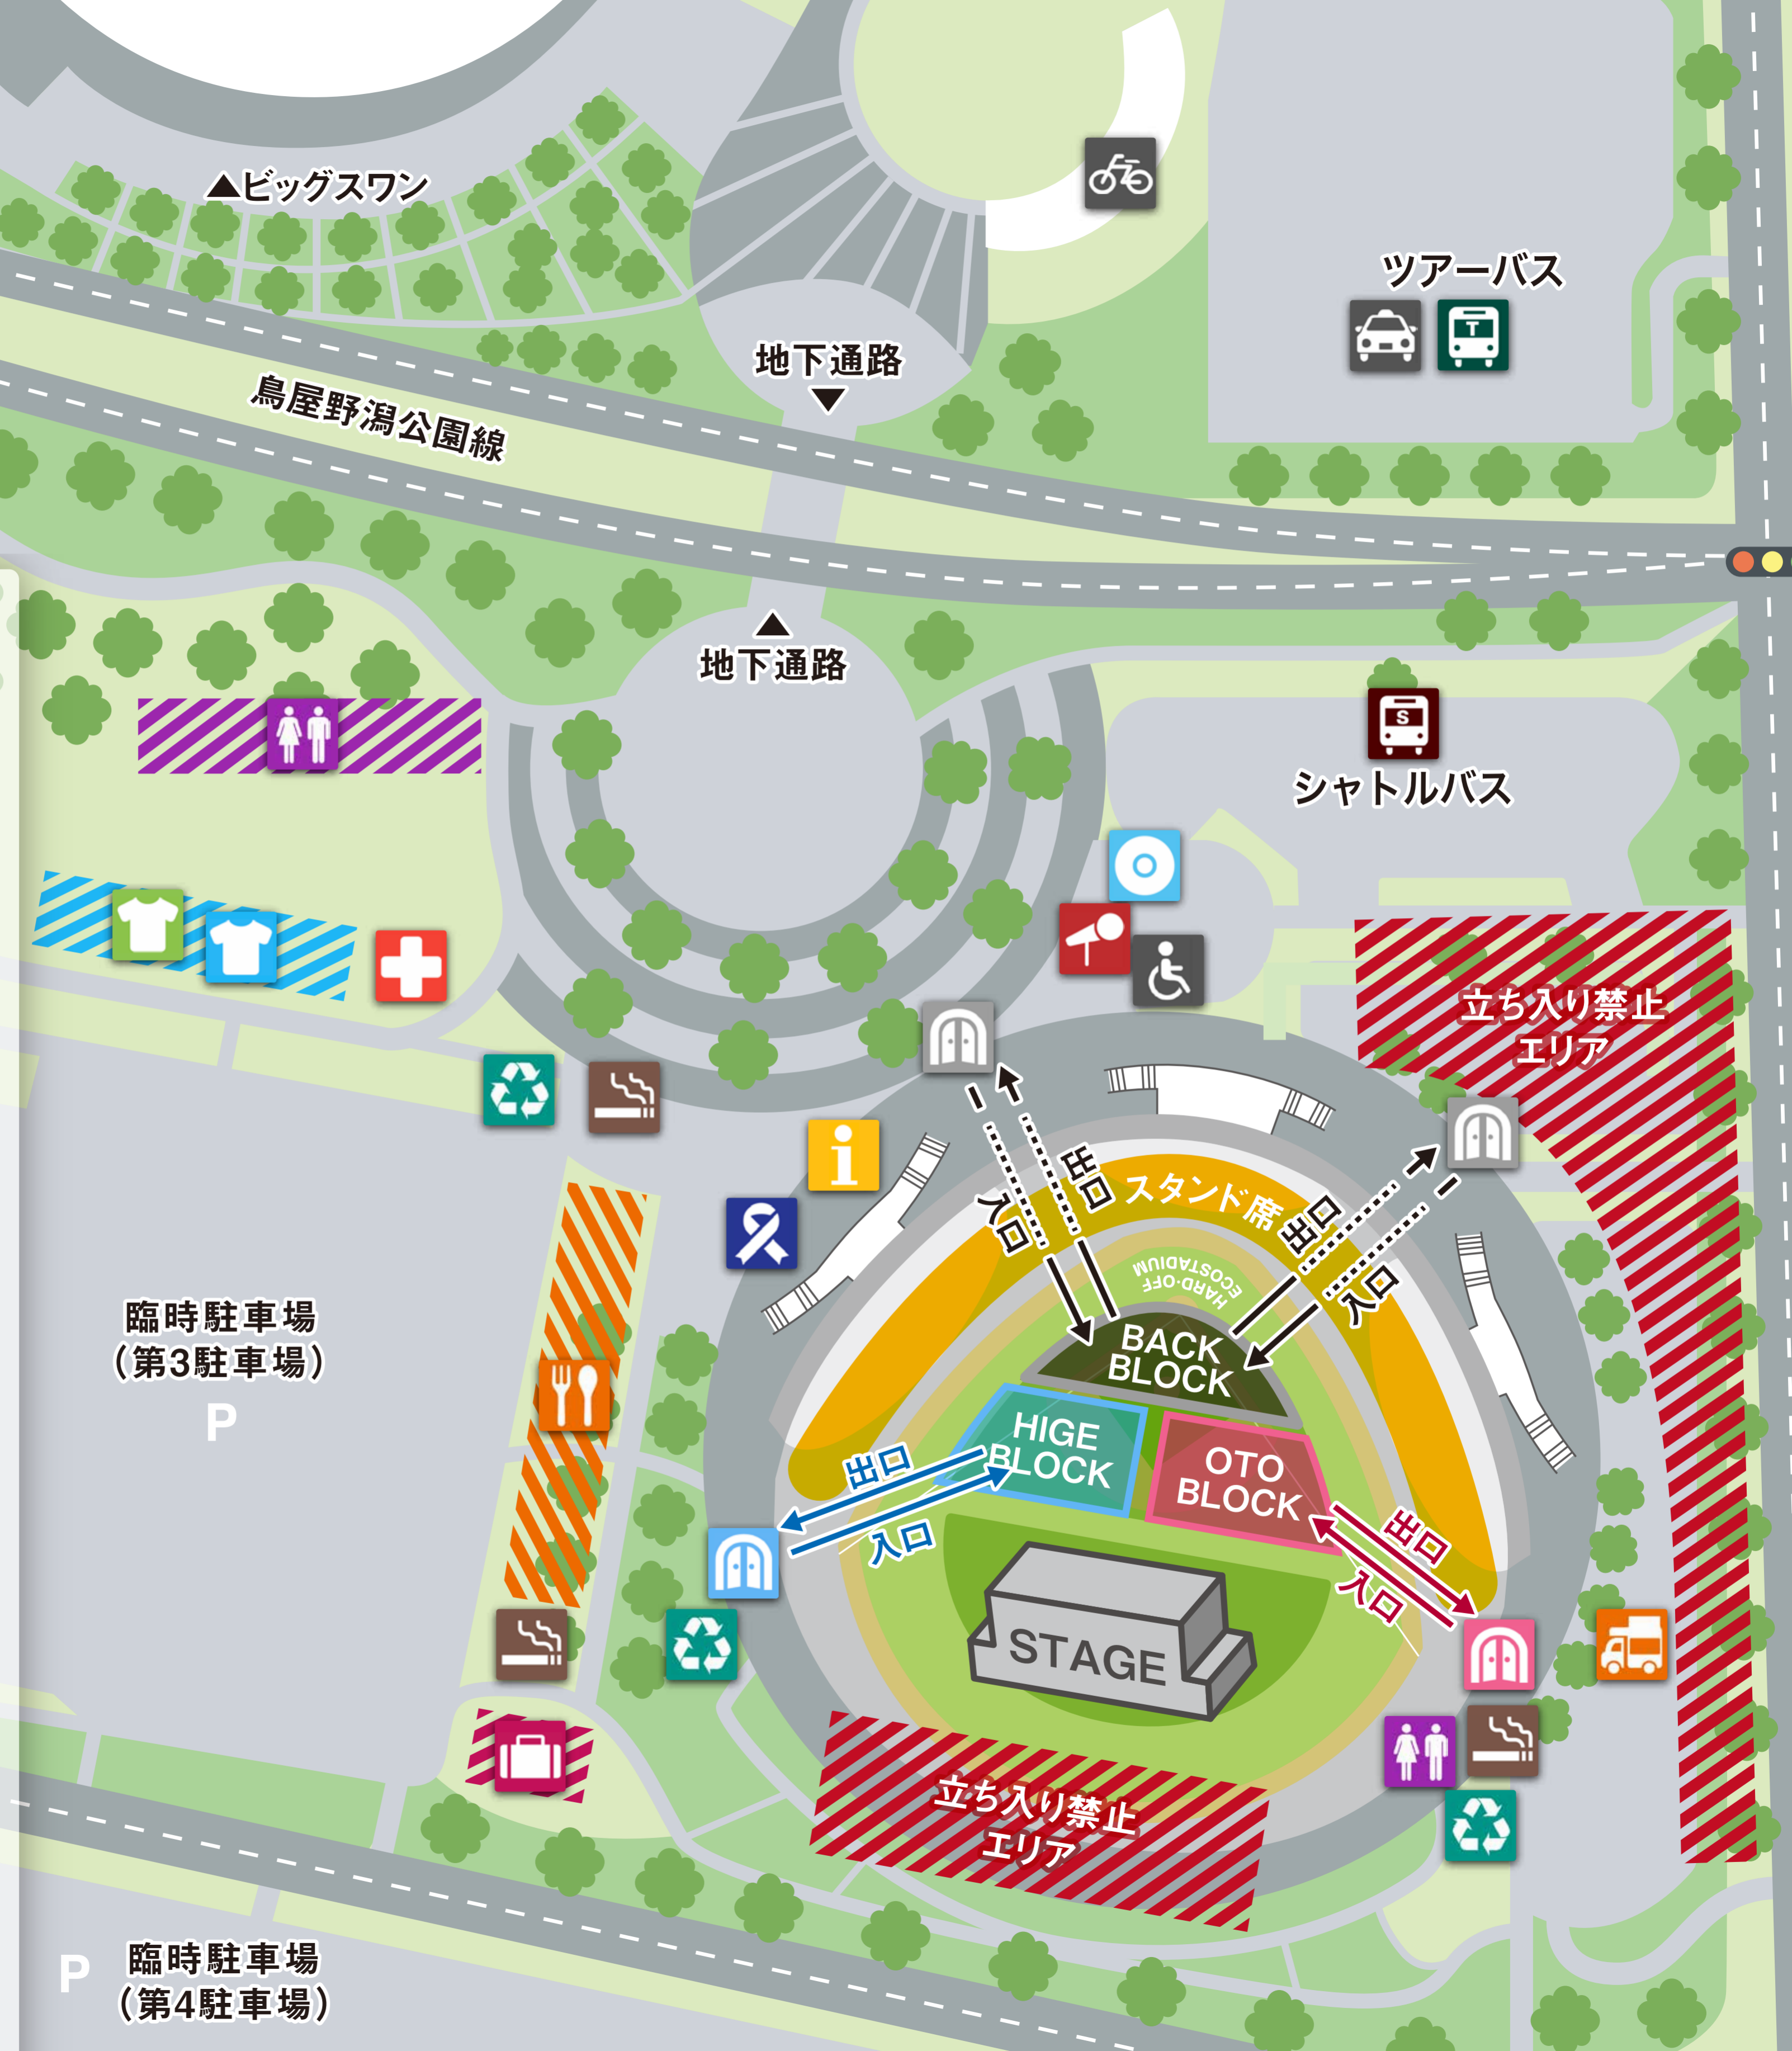 ▲ビッグスワン
ツアーバス
T
地下通路
▼
鳥屋野潟公園線
▲
地下通路
S
シャトルバス
立ち入り禁止
エリア
i
出口
入口
スタンド席
出口
入口
HARD-OFF
ECOSTADIUM
BACK
BLOCK
HIGE
BLOCK
OTO
BLOCK
出口
入口
出口
入口
STAGE
臨時駐車場
(第3駐車場)
P
立ち入り禁止
エリア
P
臨時駐車場
(第4駐車場)